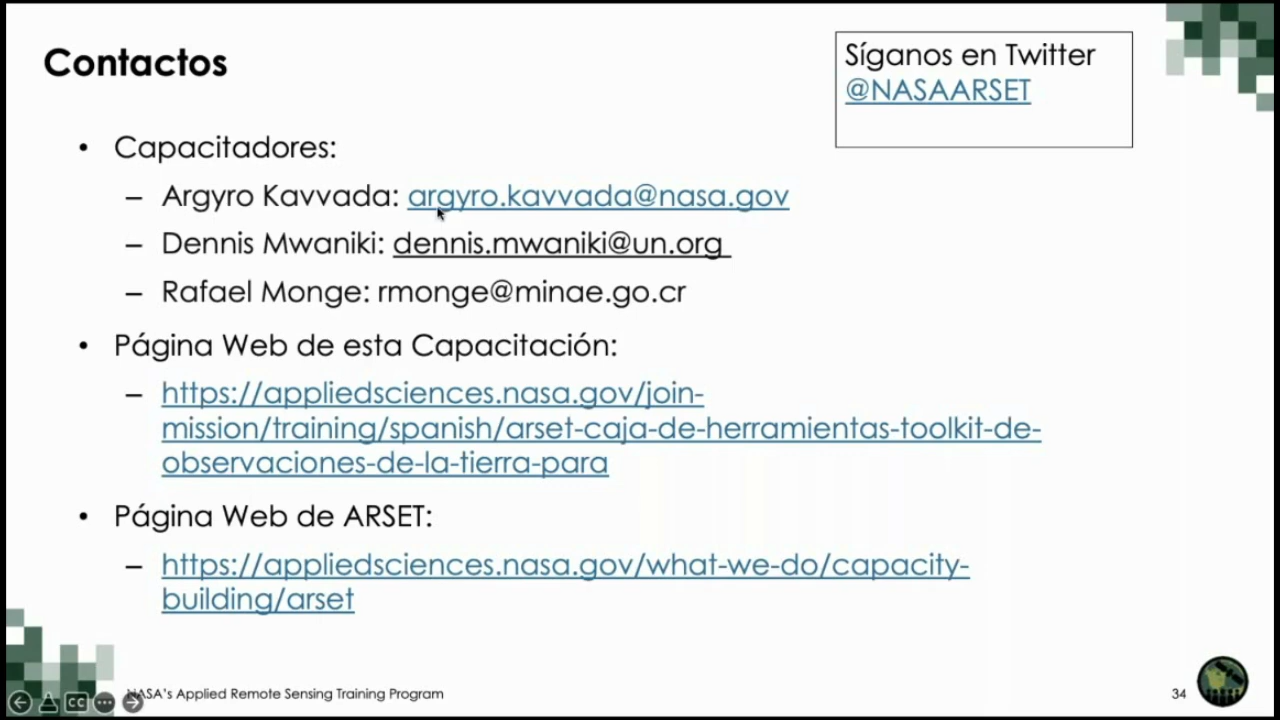 Contactos
Síganos en Twitter
@NASAARSET
• Capacitadores:
– Argyro Kavvada: argyro.kavvada@nasa.gov
– Dennis Mwaniki: dennis.mwaniki@un.org
– Rafael Monge: rmonge@minae.go.cr
• Página Web de esta Capacitación:
– https://appliedsciences.nasa.gov/join-
mission/training/spanish/arset-caja-de-herramientas-toolkit-de-
observaciones-de-la-tierra-para
• Página Web de ARSET:
– https://appliedsciences.nasa.gov/what-we-do/capacity-
building/arset
CC
NASA's Applied Remote Sensing Training Program
34